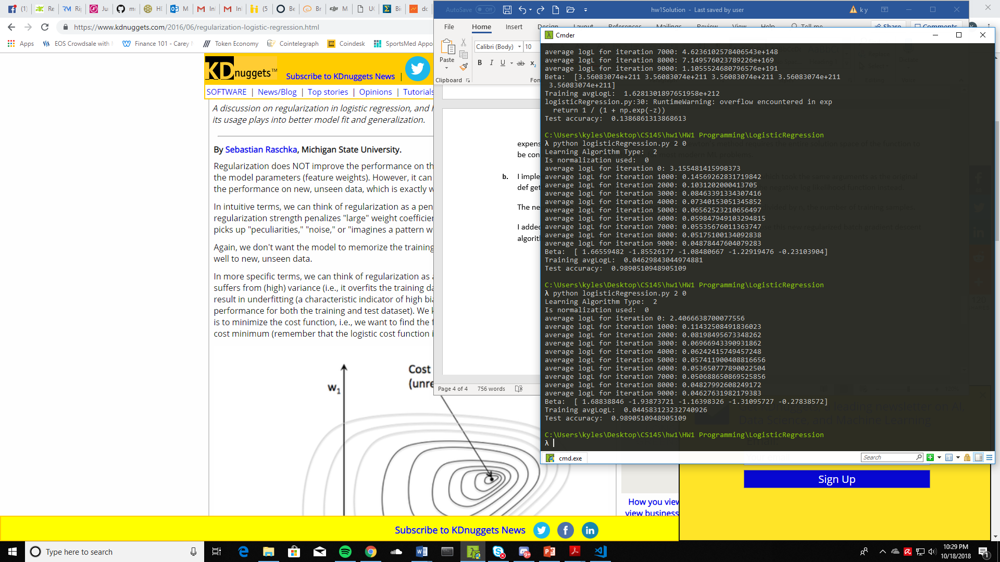 (1)
Re
Rij
Ju
mo
HI
M
In
In
(5
Be
Br
M
U(
Bi
do
https://www.kdnuggets.com/2016/06/regularization-logistic-regression.html
Apps
EOS Crowdsale with
Finance 101 - Carey
Token Economy
Cointelegraph
Coindesk
SportsMed Appo
KDnuggets™
Subscribe to KDnuggets News |
SOFTWARE | News/Blog | Top stories | Opinions | Tutorials
A discussion on regularization in logistic regression, and
its usage plays into better model fit and generalization.
By Sebastian Raschka, Michigan State University.
Regularization does NOT improve the performance on th
the model parameters (feature weights). However, it can
the performance on new, unseen data, which is exactly w
In intuitive terms, we can think of regularization as a pen
regularization strength penalizes "large" weight coefficien
picks up "peculiarities," "noise," or "imagines a pattern w
Again, we don't want the model to memorize the training
well to new, unseen data.
In more specific terms, we can think of regularization as
suffers from (high) variance (i.e., it overfits the training da
result in underfitting (a characteristic indicator of high bia
performance for both the training and test dataset). We k
is to minimize the cost function, i.e., we want to find the f
cost minimum (remember that the logistic cost function i
Cost
(unre
w1
AutoSave Off
hw1Solution - Last saved by user
k y
File Home Insert Design Layout References Mailings Review View Help Tell me
Share
Comments
Paste
Clipboard
Calibri (Body) 10
B I U ab x₂
Fon
expens
be con
b. I imple
def get
The ne
I added
algorith
Page 4 of 4
756 words
Cmder
average logL for iteration 7000: 4.6236102578406543e+148
average logL for iteration 8000: 7.149576023789226e+169
average logL for iteration 9000: 1.1055524680796576e+191
Beta:  [3.56083074e+211 3.56083074e+211 3.56083074e+211 3.56083074e+211
3.56083074e+211]
Training avgLogL:  1.6281301897651958e+212
logisticRegression.py:30: RuntimeWarning: overflow encountered in exp
return 1 / (1 + np.exp(-z))
Test accuracy:  0.1386861313868613
C:\Users\kyles\Desktop\CS145\hw1\HW1 Programming\LogisticRegression
λ python logisticRegression.py 2 0
Learning Algorithm Type:  2
Is normalization used:  0
average logL for iteration 0: 3.155481415998373
average logL for iteration 1000: 0.14569262831719842
average logL for iteration 2000: 0.1031202000413705
average logL for iteration 3000: 0.08463391334307416
average logL for iteration 4000: 0.07340153051345852
average logL for iteration 5000: 0.06562523210656497
average logL for iteration 6000: 0.059847949103294815
average logL for iteration 7000: 0.05535676011363747
average logL for iteration 8000: 0.05175100134092838
average logL for iteration 9000: 0.04878447604079283
Beta:  [ 1.66559482 -1.85526177 -1.08480667 -1.22919476 -0.23103904]
Training avgLogL:  0.04629843044974881
Test accuracy:  0.9890510948905109
C:\Users\kyles\Desktop\CS145\hw1\HW1 Programming\LogisticRegression
λ python logisticRegression.py 2 0
Learning Algorithm Type:  2
Is normalization used:  0
average logL for iteration 0: 2.4066638700077556
average logL for iteration 1000: 0.11432508491836023
average logL for iteration 2000: 0.08198495673348262
average logL for iteration 3000: 0.06966943390931862
average logL for iteration 4000: 0.06242415749457248
average logL for iteration 5000: 0.057411900408816656
average logL for iteration 6000: 0.053650777890022504
average logL for iteration 7000: 0.050688650869525856
average logL for iteration 8000: 0.04827992608249172
average logL for iteration 9000: 0.04627631982179383
Beta:  [ 1.68838846 -1.93873721 -1.16398326 -1.31095727 -0.27838572]
Training avgLogL:  0.044583123232740926
Test accuracy:  0.9890510948905109
C:\Users\kyles\Desktop\CS145\hw1\HW1 Programming\LogisticRegression
λ
cmd.exe
Search
Get KDnuggets, a leading newsletter on AI,
Data Science, and Machine Learning
Sign Up
How you view
view business
Subscribe to KDnuggets News
Type here to search
10:29 PM
10/18/2018